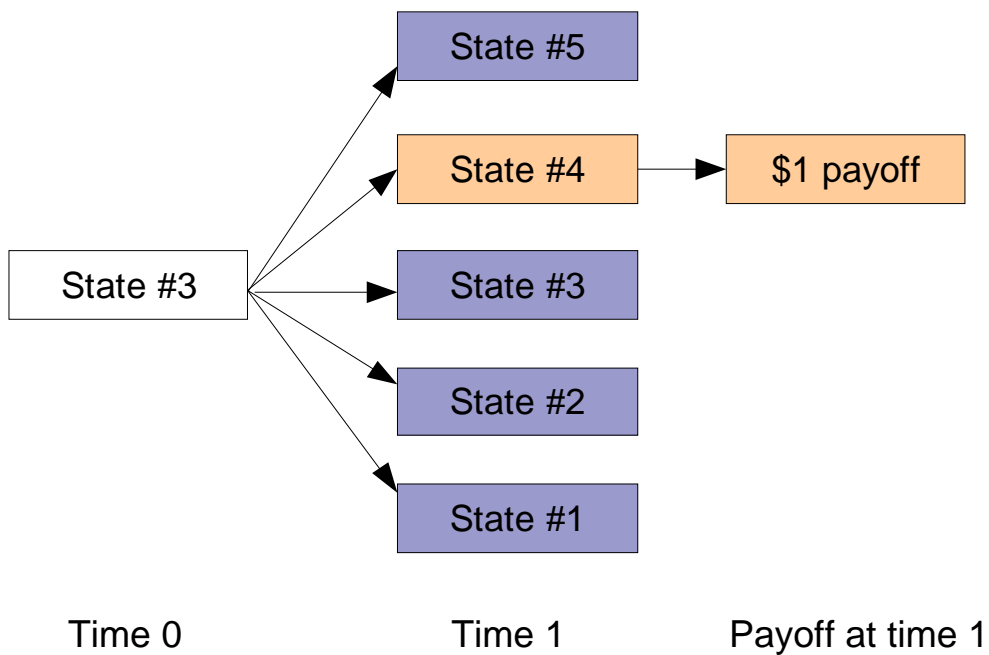 State #5
State #4
$1 payoff
State #3
State #3
State #2
State #1
Time 0
Time 1
Payoff at time 1